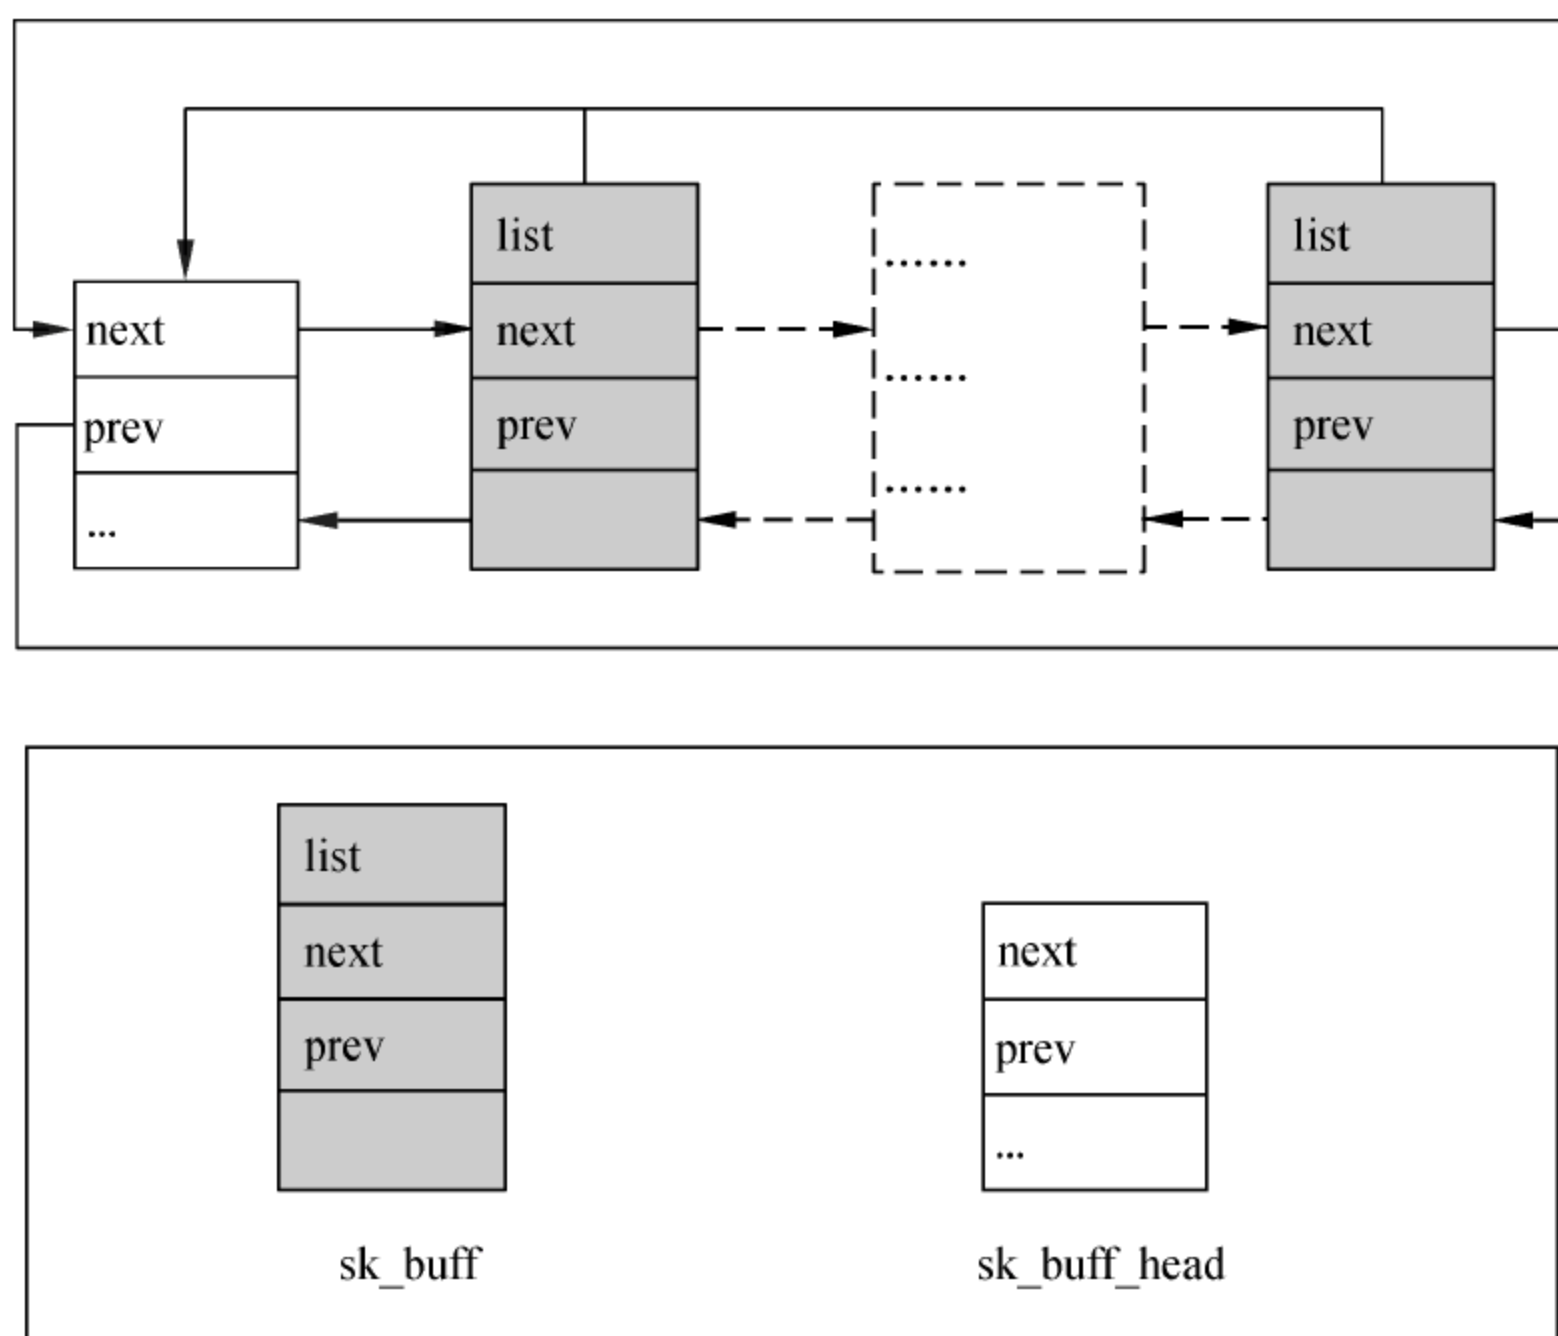 list
list
......
next
next
next
......
prev
prev
prev
......
...
list
next
next
prev
prev
...
sk_buff
sk_buff_head